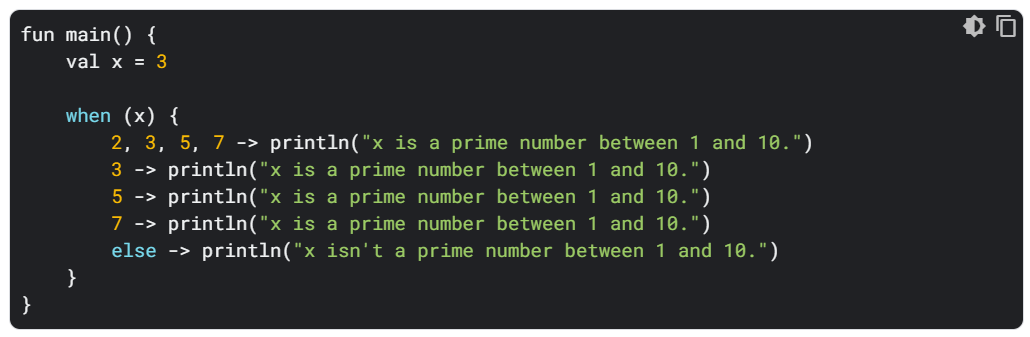 fun main() {
    val x = 3

    when (x) {
        2, 3, 5, 7 -> println("x is a prime number between 1 and 10.")
        3 -> println("x is a prime number between 1 and 10.")
        5 -> println("x is a prime number between 1 and 10.")
        7 -> println("x is a prime number between 1 and 10.")
        else -> println("x isn't a prime number between 1 and 10.")
    }
}